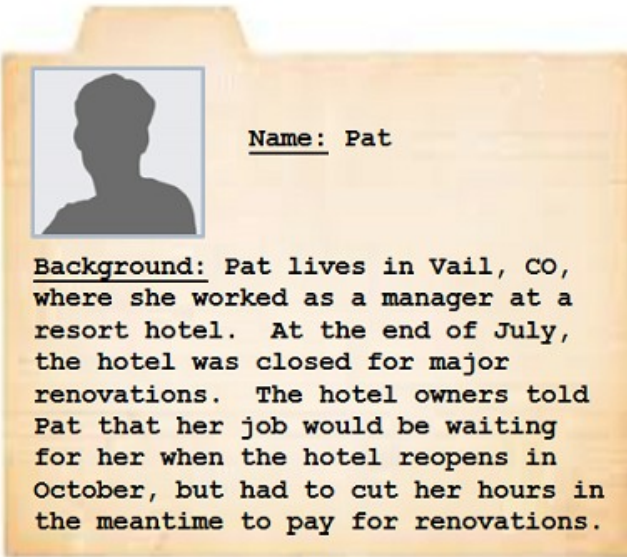 Name: Pat
Background: Pat lives in Vail, CO,
where she worked as a manager at a
resort hotel.  At the end of July,
the hotel was closed for major
renovations.  The hotel owners told
Pat that her job would be waiting
for her when the hotel reopens in
October, but had to cut her hours in
the meantime to pay for renovations.